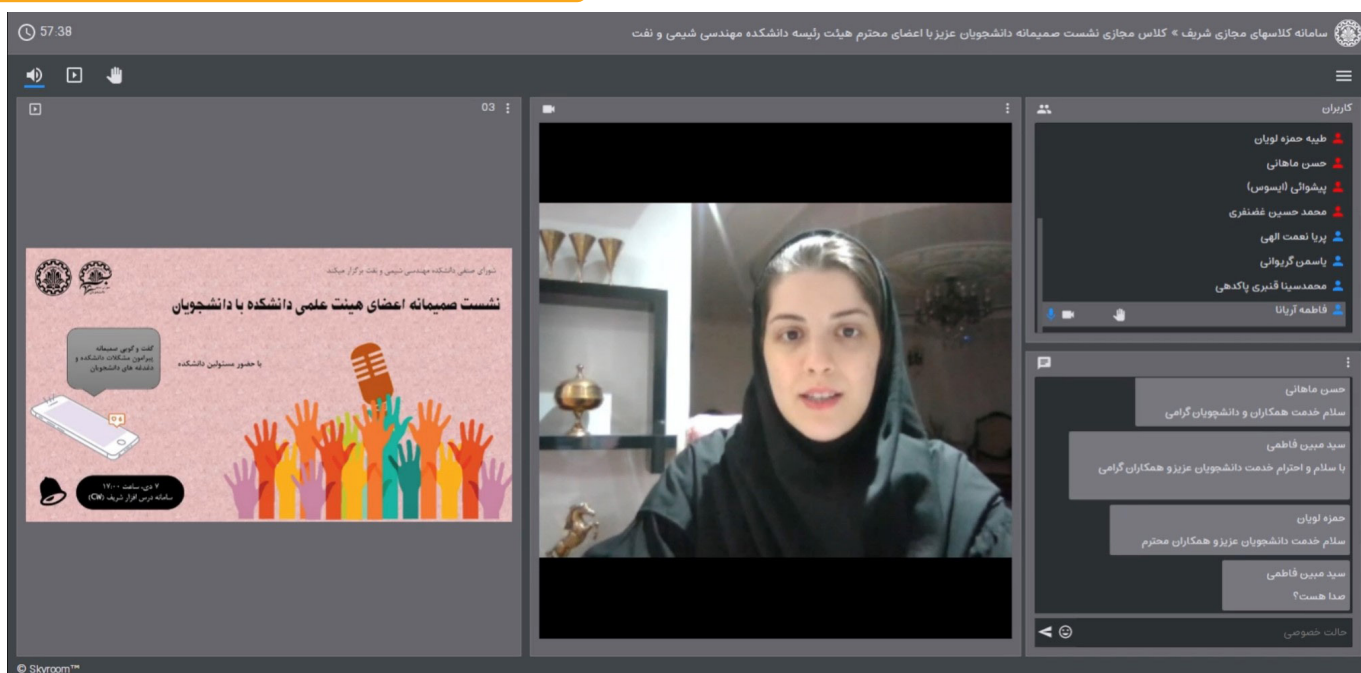 57:38
سامانه کلاسهای مجازی شریف » کلاس مجازی نشست صمیمانه دانشجویان عزیز با اعضای محترم هیئت رئیسه دانشکده مهندسی شیمی و نفت
03
شورای صنفی دانشکده مهندسی شیمی و نفت برگزار میکند
نشست صمیمانه اعضای هیئت علمی دانشکده با دانشجویان
با حضور مسئولین دانشکده
گفت و گویی صمیمانه
پیرامون مشکلات دانشکده و
دغدغه های دانشجویان
۷ دی، ساعت ۱۷:۰۰
سامانه درس افزار شریف (CW)
کاربران
طیبه حمزه لویان
حسن ماهانی
پیشوائی (ایسوس)
محمد حسین غضنفری
پریا نعمت الهی
یاسمن گریوانی
محمدسینا قنبری پاکدهی
فاطمه آریانا
حسن ماهانی
سلام خدمت همکاران و دانشچویان گرامی
سید مبین فاطمی
با سلام و احترام خدمت دانشجویان عزیز و همکاران گرامی
حمزه لویان
سلام خدمت دانشجویان عزیز و همکاران محترم
سید مبین فاطمی
صدا هست؟
حالت خصوصی
© Skyroom™